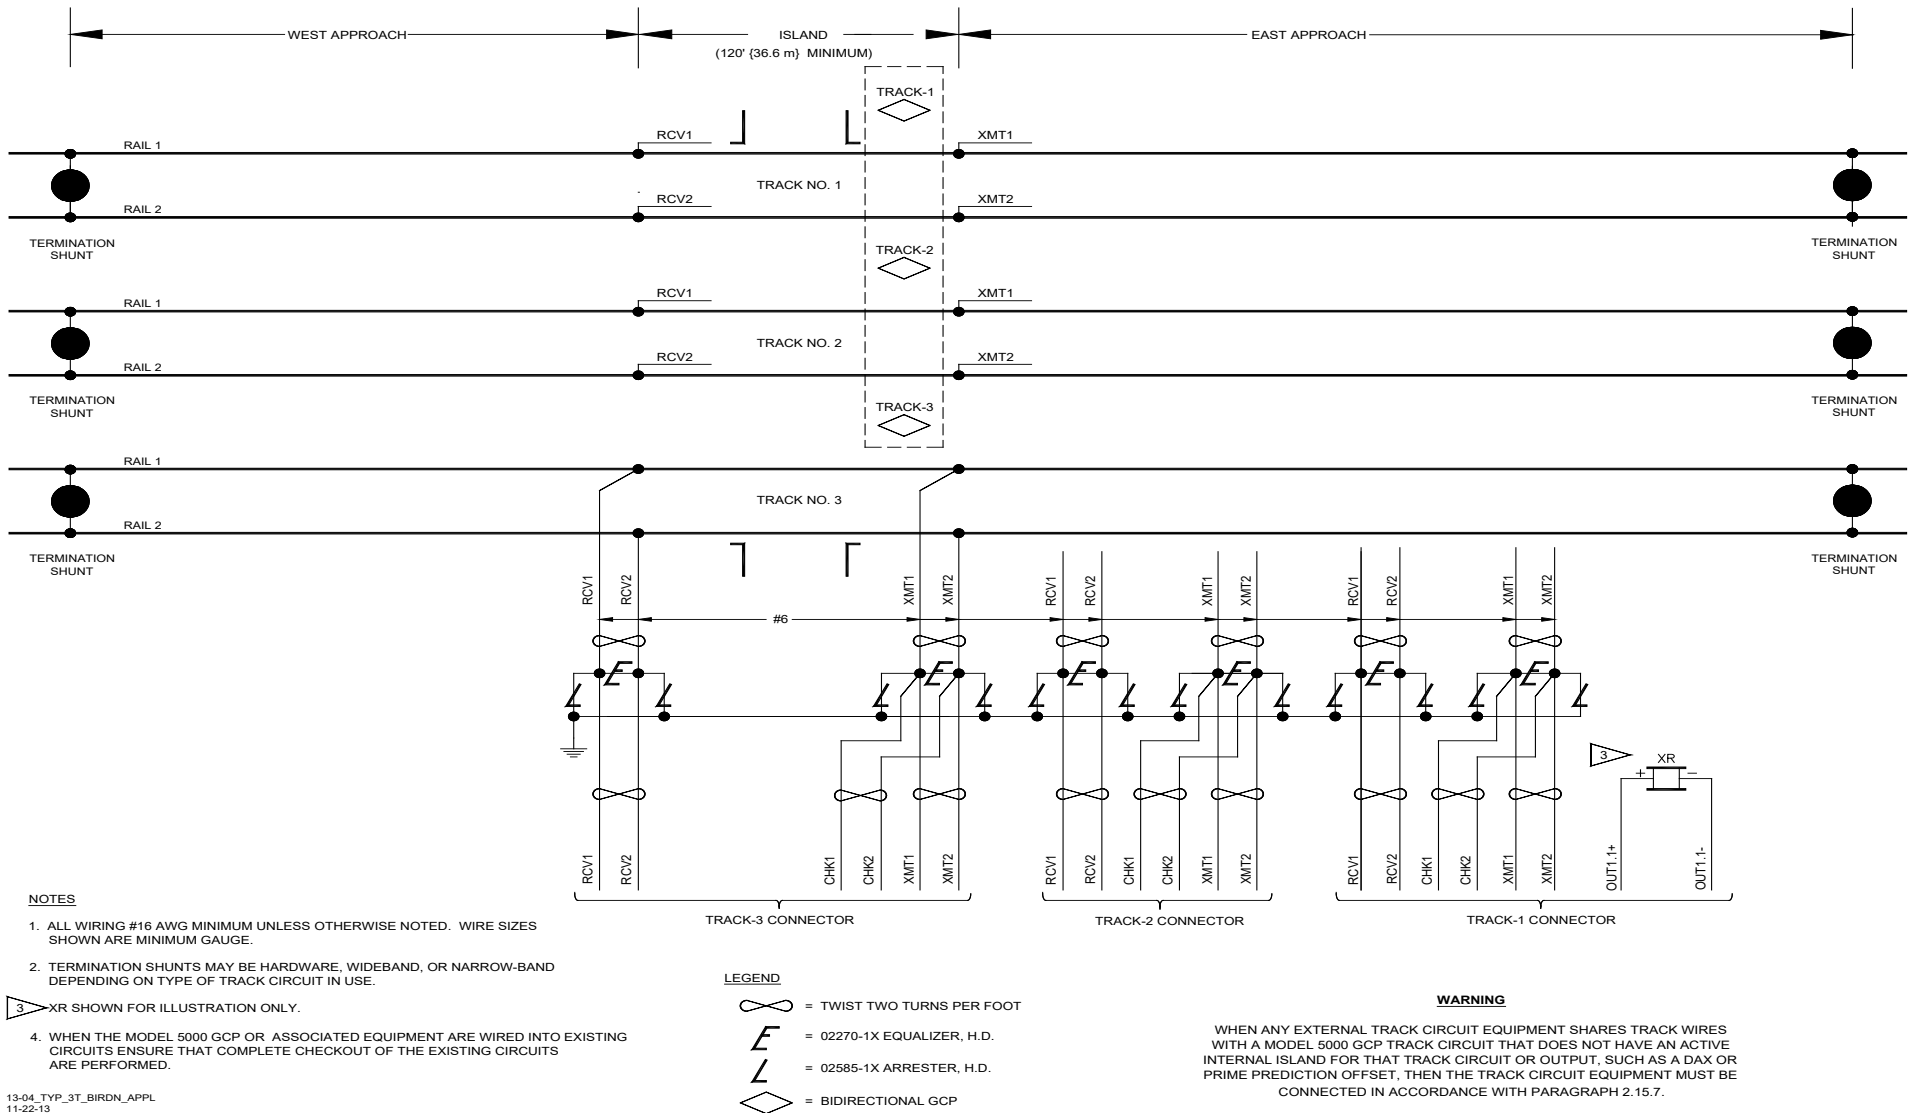 WEST APPROACH
ISLAND
(120' {36.6 m} MINIMUM)
EAST APPROACH
TRACK-1
RAIL 1
RCV1
XMT1
TRACK NO. 1
RAIL 2
RCV2
XMT2
TERMINATION
SHUNT
TERMINATION
SHUNT
TRACK-2
RAIL 1
RCV1
XMT1
TRACK NO. 2
RAIL 2
RCV2
XMT2
TERMINATION
SHUNT
TERMINATION
SHUNT
TRACK-3
RAIL 1
TRACK NO. 3
RAIL 2
TERMINATION
SHUNT
TERMINATION
SHUNT
RCV1
RCV2
XMT1
XMT2
RCV1
RCV2
XMT1
XMT2
RCV1
RCV2
XMT1
XMT2
#6
3
XR
+
−
RCV1
RCV2
CHK1
CHK2
XMT1
XMT2
RCV1
RCV2
CHK1
CHK2
XMT1
XMT2
RCV1
RCV2
CHK1
CHK2
XMT1
XMT2
OUT1.1+
OUT1.1-
TRACK-3 CONNECTOR
TRACK-2 CONNECTOR
TRACK-1 CONNECTOR
NOTES
1. ALL WIRING #16 AWG MINIMUM UNLESS OTHERWISE NOTED. WIRE SIZES
SHOWN ARE MINIMUM GAUGE.
2. TERMINATION SHUNTS MAY BE HARDWARE, WIDEBAND, OR NARROW-BAND
DEPENDING ON TYPE OF TRACK CIRCUIT IN USE.
3 XR SHOWN FOR ILLUSTRATION ONLY.
4. WHEN THE MODEL 5000 GCP OR ASSOCIATED EQUIPMENT ARE WIRED INTO EXISTING
CIRCUITS ENSURE THAT COMPLETE CHECKOUT OF THE EXISTING CIRCUITS
ARE PERFORMED.
13-04_TYP_3T_BIRDN_APPL
11-22-13
LEGEND
= TWIST TWO TURNS PER FOOT
= 02270-1X EQUALIZER, H.D.
= 02585-1X ARRESTER, H.D.
= BIDIRECTIONAL GCP
WARNING
WHEN ANY EXTERNAL TRACK CIRCUIT EQUIPMENT SHARES TRACK WIRES
WITH A MODEL 5000 GCP TRACK CIRCUIT THAT DOES NOT HAVE AN ACTIVE
INTERNAL ISLAND FOR THAT TRACK CIRCUIT OR OUTPUT, SUCH AS A DAX OR
PRIME PREDICTION OFFSET, THEN THE TRACK CIRCUIT EQUIPMENT MUST BE
CONNECTED IN ACCORDANCE WITH PARAGRAPH 2.15.7.